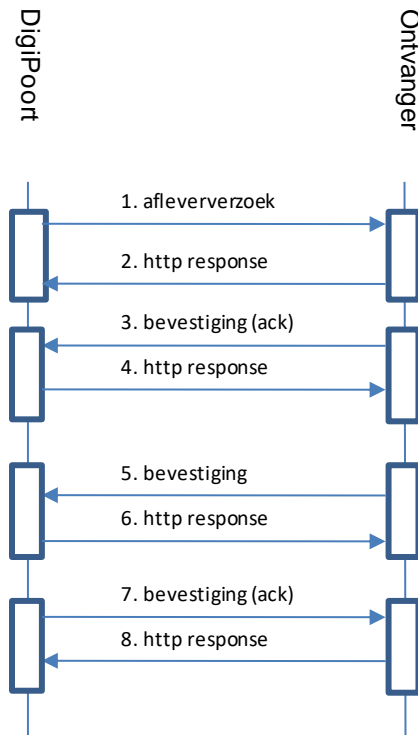 DigiPoort
Ontvanger
1. afleververzoek
2. http response
3. bevestiging (ack)
4. http response
5. bevestiging
6. http response
7. bevestiging (ack)
8. http response